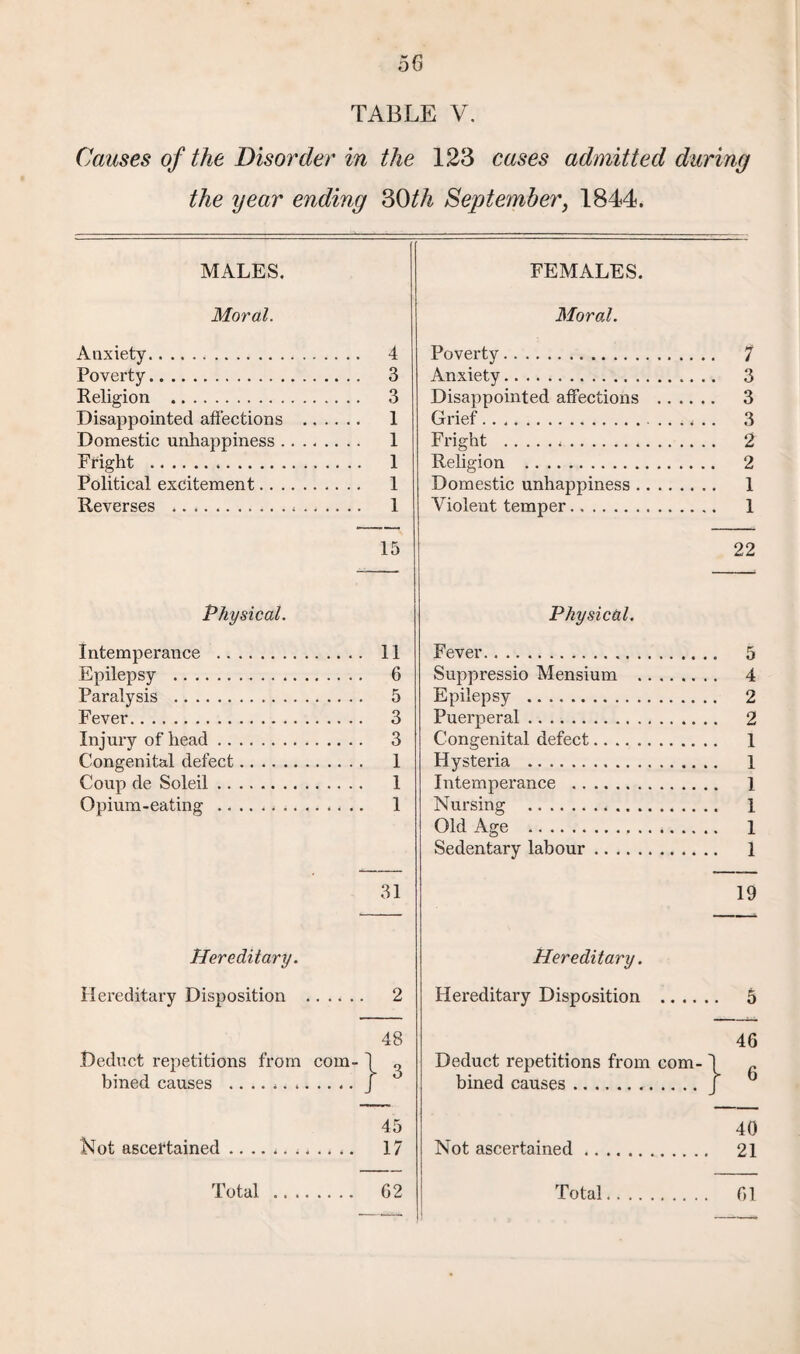 56
TABLE V.
Causes of the Disorder in the 123 cases admitted during
the year ending 30th September, 1844.
MALES.
Moral.
Anxiety.................... 4
Poverty.................... 3
Religion .................. 3
Disappointed affections ...... 1
Domestic unhappiness........ 1
Fright .................... 1
Political excitement.......... 1
Reverses .................. 1
15
Physical.
Intemperance .............. 11
Epilepsy .................. 6
Paralysis .................. 5
Fever...................... 3
Injury of head.............. 3
Congenital defect............ 1
Coup de Soleil.............. 1
Opium-eating .............. 1
31
Hereditary.
Hereditary Disposition ...... 2
48
Deduct repetitions from com- }
bined causes ............ } 3
45
Not ascertained............ 17
Total ........ 62
FEMALES.
Moral.
Poverty.................... 7
Anxiety.................... 3
Disappointed affections ...... 3
Grief...................... 3
Fright .................... 2
Religion .................. 2
Domestic unhappiness........ 1
Violent temper.............. 1
22
Physical.
Fever...................... 5
Suppressio Mensium ........ 4
Epilepsy .................. 2
Puerperal.................. 2
Congenital defect............ 1
Hysteria .................. 1
Intemperance .............. 1
Nursing .................. 1
Old Age .................. 1
Sedentary labour............ 1
19
Hereditary.
Hereditary Disposition ...... 5
46
Deduct repetitions from com- }
bined causes............ } 6
40
Not ascertained ............ 21
Total.......... 61